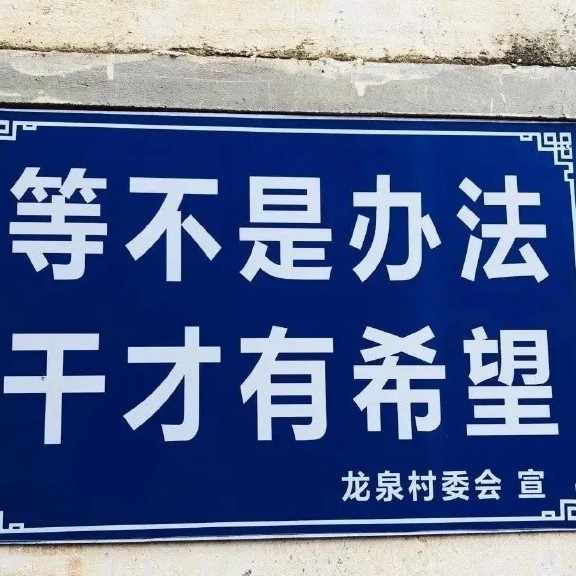 等不是办法
干才有希望
龙泉村委会 宣